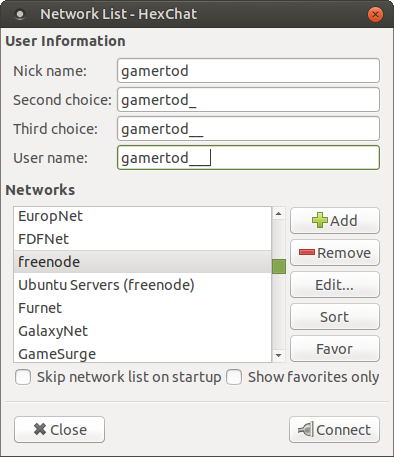 Network List - HexChat
User Information
Nick name: gamertod
Second choice: gamertod_
Third choice: gamertod__
User name: gamertod___
Networks
EuropNet
FDFNet
freenode
Ubuntu Servers (freenode)
Furnet
GalaxyNet
GameSurge
Add
Remove
Edit...
Sort
Favor
Skip network list on startup Show favorites only
Close Connect